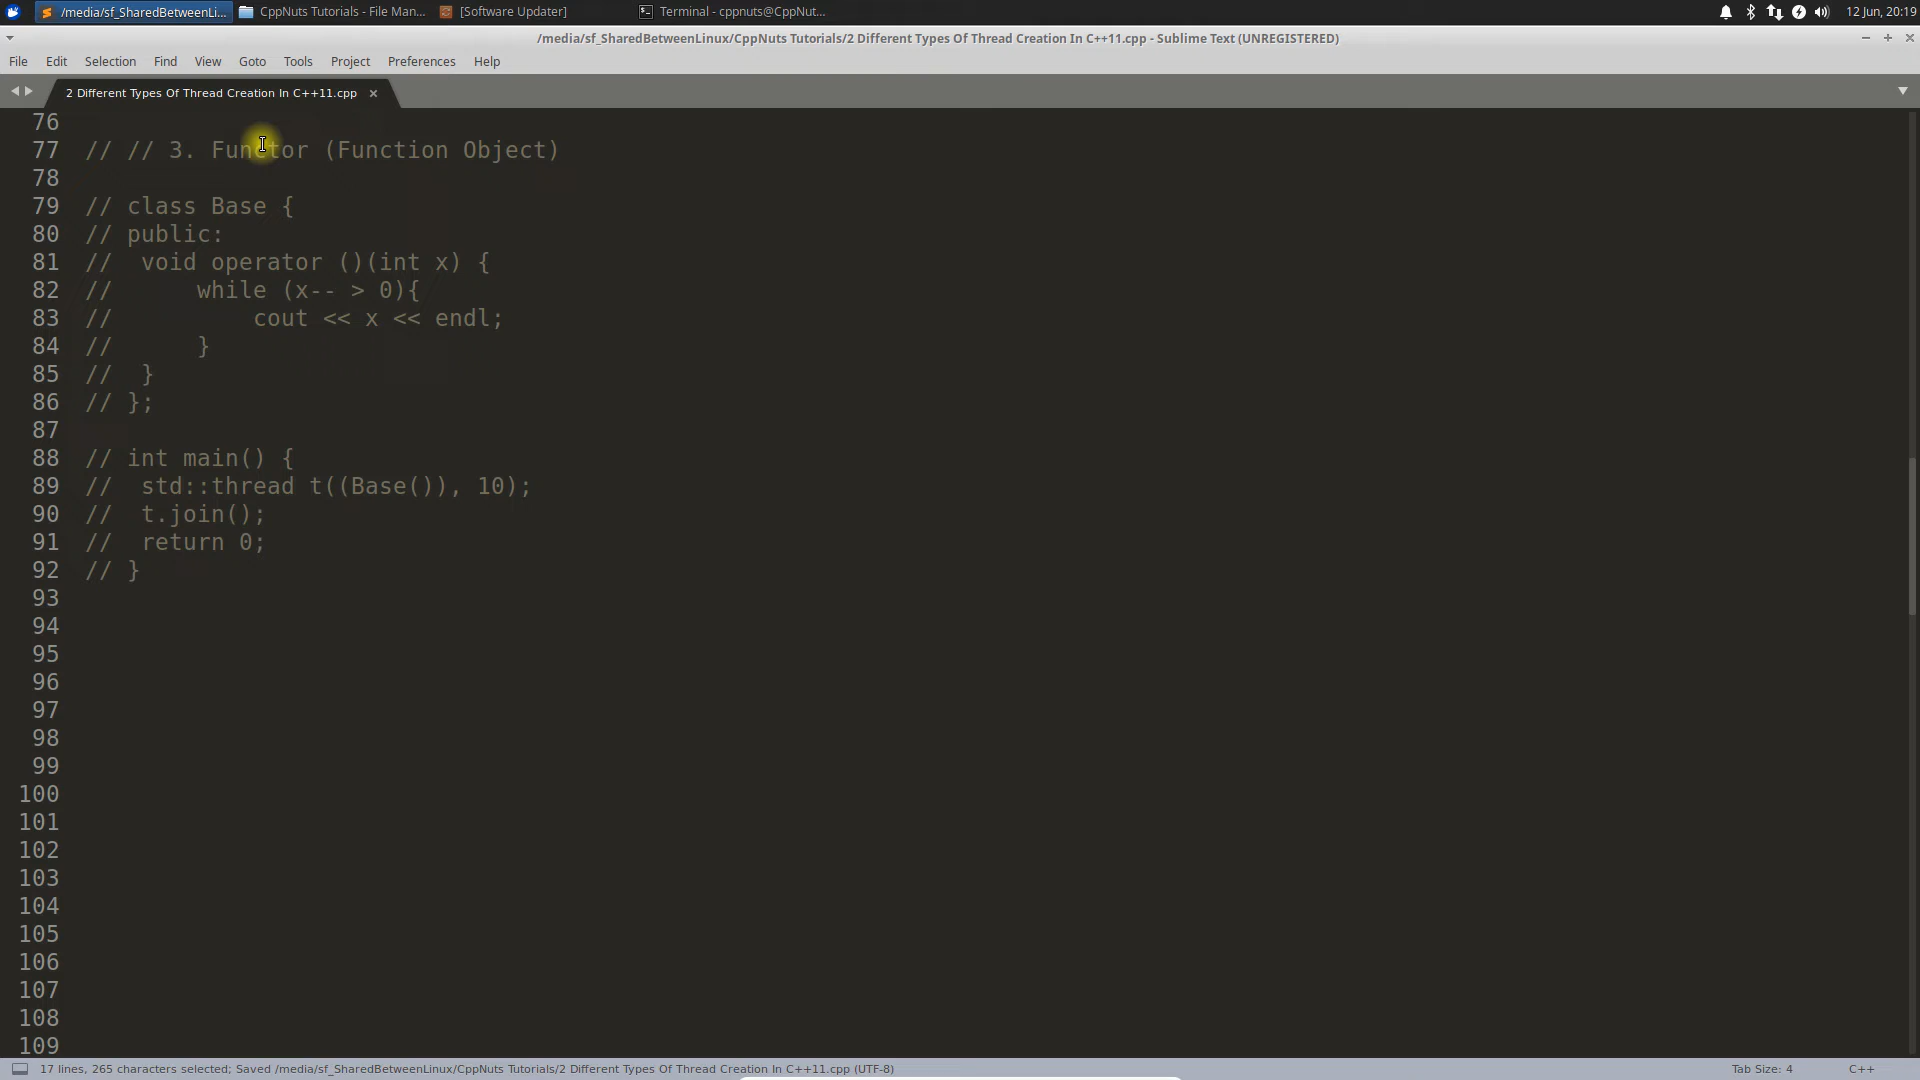 /media/sf_SharedBetweenLi... CppNuts Tutorials - File Man... [Software Updater] Terminal - cppnuts@CppNut... 12 Jun, 20:19
/media/sf_SharedBetweenLinux/CppNuts Tutorials/2 Different Types Of Thread Creation In C++11.cpp - Sublime Text (UNREGISTERED)
File Edit Selection Find View Goto Tools Project Preferences Help
2 Different Types Of Thread Creation In C++11.cpp
76
77 // // 3. Functor (Function Object)
78
79 // class Base {
80 // public:
81 //  void operator ()(int x) {
82 //      while (x-- > 0){
83 //          cout << x << endl;
84 //      }
85 //  }
86 // };
87
88 // int main() {
89 //  std::thread t((Base()), 10);
90 //  t.join();
91 //  return 0;
92 // }
93
94
95
96
97
98
99
100
101
102
103
104
105
106
107
108
109
17 lines, 265 characters selected; Saved /media/sf_SharedBetweenLinux/CppNuts Tutorials/2 Different Types Of Thread Creation In C++11.cpp (UTF-8) Tab Size: 4 C++